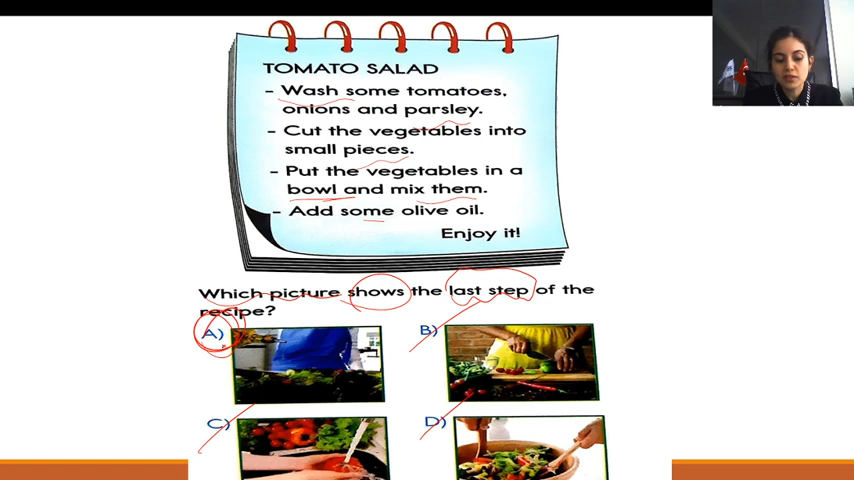 TOMATO SALAD
- Wash some tomatoes,
onions and parsley.
- Cut the vegetables into
small pieces.
- Put the vegetables in a
bowl and mix them.
- Add some olive oil.
Enjoy it!
Which picture shows the last step of the
recipe?
A)
B)
C)
D)